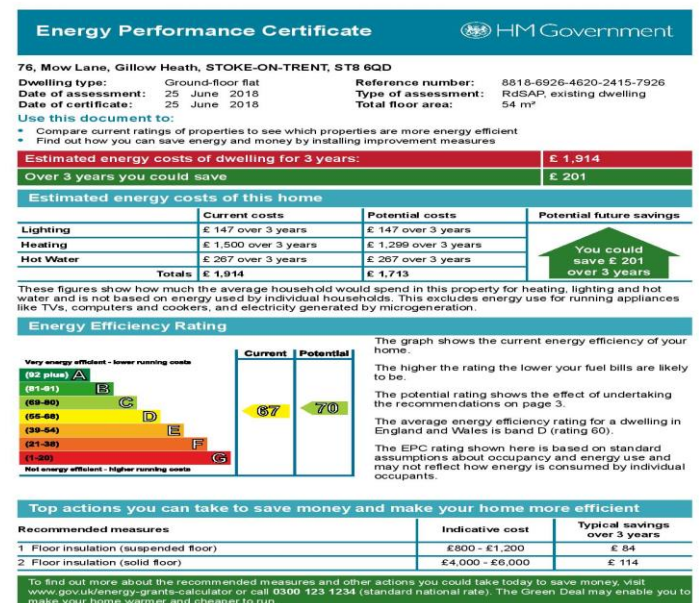 Energy Performance Certificate
HM Government
76, Mow Lane, Gillow Heath, STOKE-ON-TRENT, ST8 6QD
Dwelling type: Ground-floor flat Reference number: 8818-6926-4620-2415-7926
Date of assessment: 25 June 2018 Type of assessment: RdSAP, existing dwelling
Date of certificate: 25 June 2018 Total floor area: 54 m²
Use this document to:
• Compare current ratings of properties to see which properties are more energy efficient
• Find out how you can save energy and money by installing improvement measures
Estimated energy costs of dwelling for 3 years: £ 1,914
Over 3 years you could save £ 201
Estimated energy costs of this home
Current costs Potential costs Potential future savings
Lighting £ 147 over 3 years £ 147 over 3 years
Heating £ 1,500 over 3 years £ 1,299 over 3 years
Hot Water £ 267 over 3 years £ 267 over 3 years
Totals £ 1,914 £ 1,713
You could
save £ 201
over 3 years
These figures show how much the average household would spend in this property for heating, lighting and hot
water and is not based on energy used by individual households. This excludes energy use for running appliances
like TVs, computers and cookers, and electricity generated by microgeneration.
Energy Efficiency Rating
Current Potential
Very energy efficient - lower running costs
(92 plus) A
(81-91) B
(69-80) C
(55-68) D
(39-54) E
(21-38) F
(1-20) G
Not energy efficient - higher running costs
67 70
The graph shows the current energy efficiency of your
home.
The higher the rating the lower your fuel bills are likely
to be.
The potential rating shows the effect of undertaking
the recommendations on page 3.
The average energy efficiency rating for a dwelling in
England and Wales is band D (rating 60).
The EPC rating shown here is based on standard
assumptions about occupancy and energy use and
may not reflect how energy is consumed by individual
occupants.
Top actions you can take to save money and make your home more efficient
Recommended measures Indicative cost Typical savings over 3 years
1 Floor insulation (suspended floor) £800 - £1,200 £ 84
2 Floor insulation (solid floor) £4,000 - £6,000 £ 114
To find out more about the recommended measures and other actions you could take today to save money, visit
www.gov.uk/energy-grants-calculator or call 0300 123 1234 (standard national rate). The Green Deal may enable you to
make your home warmer and cheaper to run.